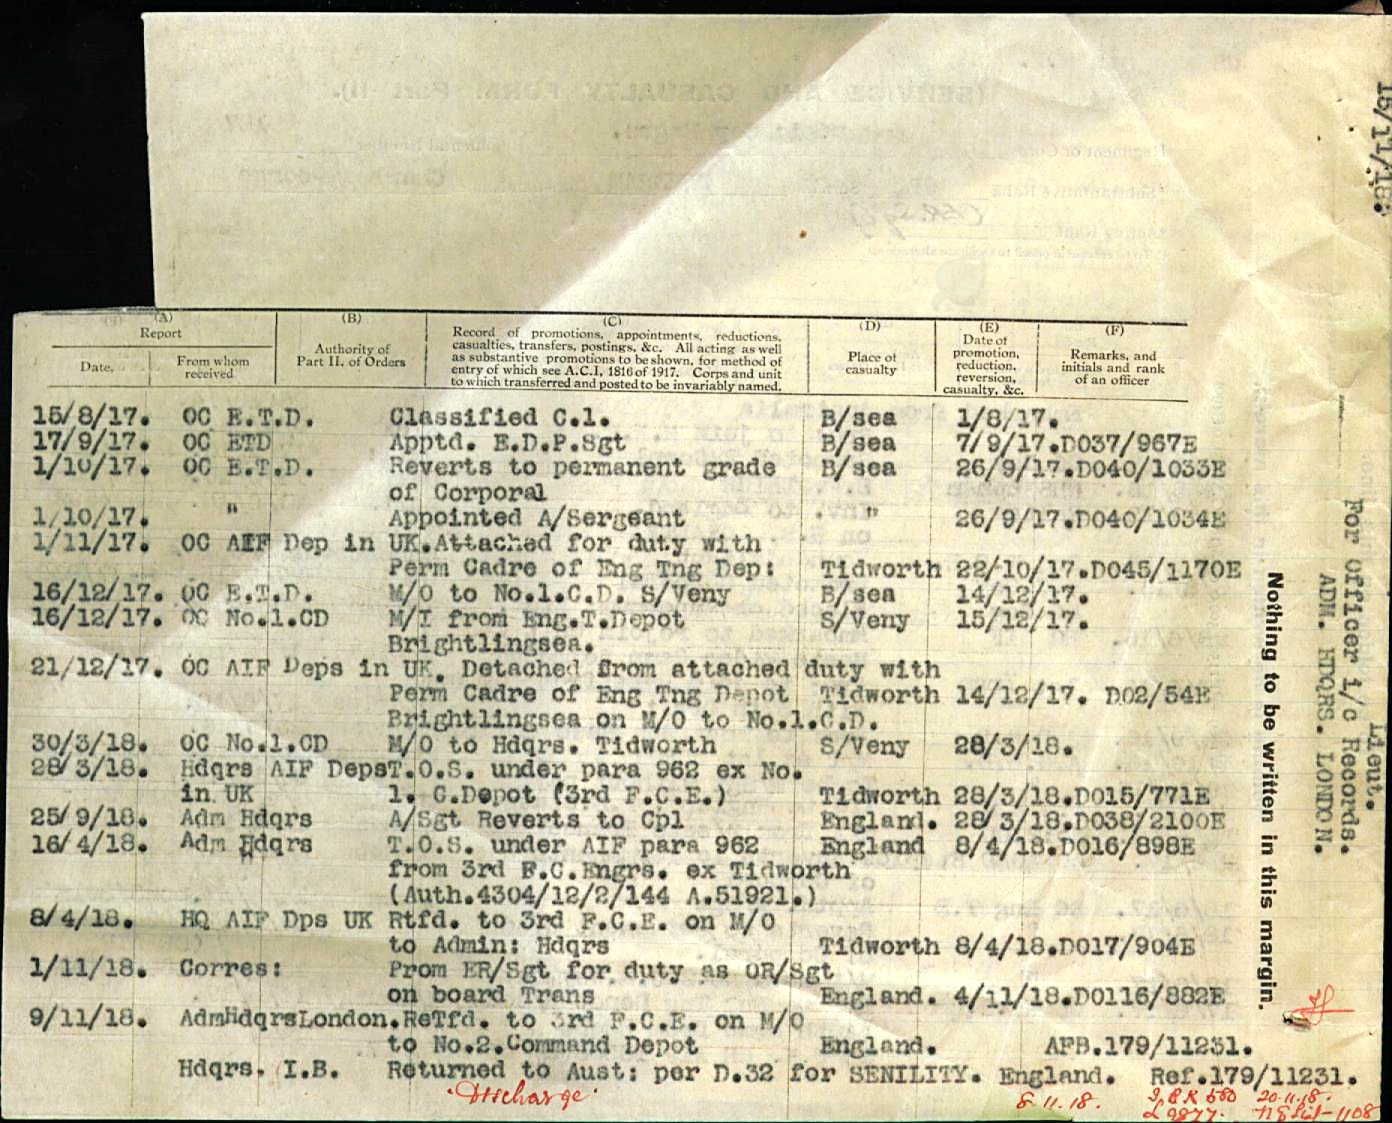 (A)
Report
(B)
(C)
(D)
(E)
(F)
Date.
From whom
received
Authority of
Part II. of Orders
Record of promotions, appointments, reductions,
casualties, transfers, postings, &c. All acting as well
as substantive promotions to be shown, for method of
entry of which see A.C.I. 1816 of 1917. Corps and unit
to which transferred and posted to be invariably named.
Place of
casualty
Date of
promotion,
reduction,
reversion,
casualty, &c.
Remarks, and
initials and rank
of an officer
15/8/17. OC E.T.D. Classified C.1. B/sea 1/8/17.
17/9/17. OC ETD Apptd. E.D.P.Sgt B/sea 7/9/17.DO37/967E
1/10/17. OC E.T.D. Reverts to permanent grade B/sea 26/9/17.DO40/1033E
of Corporal
1/10/17. " Appointed A/Sergeant " 26/9/17.DO40/1034E
1/11/17. OC AIF Dep in UK.Attached for duty with
Perm Cadre of Eng Tng Dep: Tidworth 22/10/17.DO45/1170E
16/12/17. OC E.T.D. M/O to No.1.C.D. S/Veny B/sea 14/12/17.
16/12/17. OC No.1.CD M/I from Eng.T.Depot S/Veny 15/12/17.
Brightlingsea.
21/12/17. OC AIF Deps in UK. Detached from attached duty with
Perm Cadre of Eng Tng Depot Tidworth 14/12/17. DO2/54E
Brightlingsea on M/O to No.1.C.D.
30/3/18. OC No.1.CD M/O to Hdqrs. Tidworth S/Veny 28/3/18.
28/3/18. Hdqrs AIF DepsT.O.S. under para 962 ex No.
in UK 1. C.Depot (3rd F.C.E.) Tidworth 28/3/18.DO15/771E
25/9/18. Adm Hdqrs A/Sgt Reverts to Cpl England. 28/3/18.DO38/2100E
16/4/18. Adm Hdqrs T.O.S. under AIF para 962 England 8/4/18.DO16/898E
from 3rd F.C.Engrs. ex Tidworth
(Auth.4304/12/2/144 A.51921.)
8/4/18. HQ AIF Dps UK Rtfd. to 3rd F.C.E. on M/O
to Admin: Hdqrs Tidworth 8/4/18.DO17/904E
1/11/18. Corres: Prom ER/Sgt for duty as OR/Sgt
on board Trans England. 4/11/18.DO116/882E
9/11/18. AdmHdqrsLondon.ReTfd. to 3rd F.C.E. on M/O
to No.2.Command Depot England. AFB.179/11231.
Hdqrs. I.B. Returned to Aust: per D.32 for SENILITY. England. Ref.179/11231.
Discharge 8.11.18. 20.11.18.
Nothing to be written in this margin.
15/11/18.
Lieut.
For Officer i/c Records.
ADM. HDQRS. LONDON.